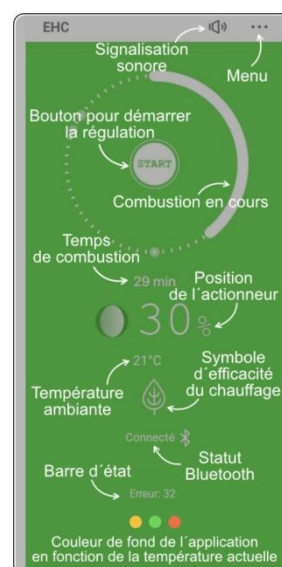 EHC
Signalisation
sonore
Menu
Bouton pour démarrer
la régulation
START
Combustion en cours
Temps
de combustion
29 min
Position
de l´actionneur
30%
21°C
Symbole
d´efficacité
du chauffage
Température
ambiante
Connecté
Statut
Bluetooth
Barre d´état
Erreur: 32
Couleur de fond de l´application
en fonction de la température actuelle